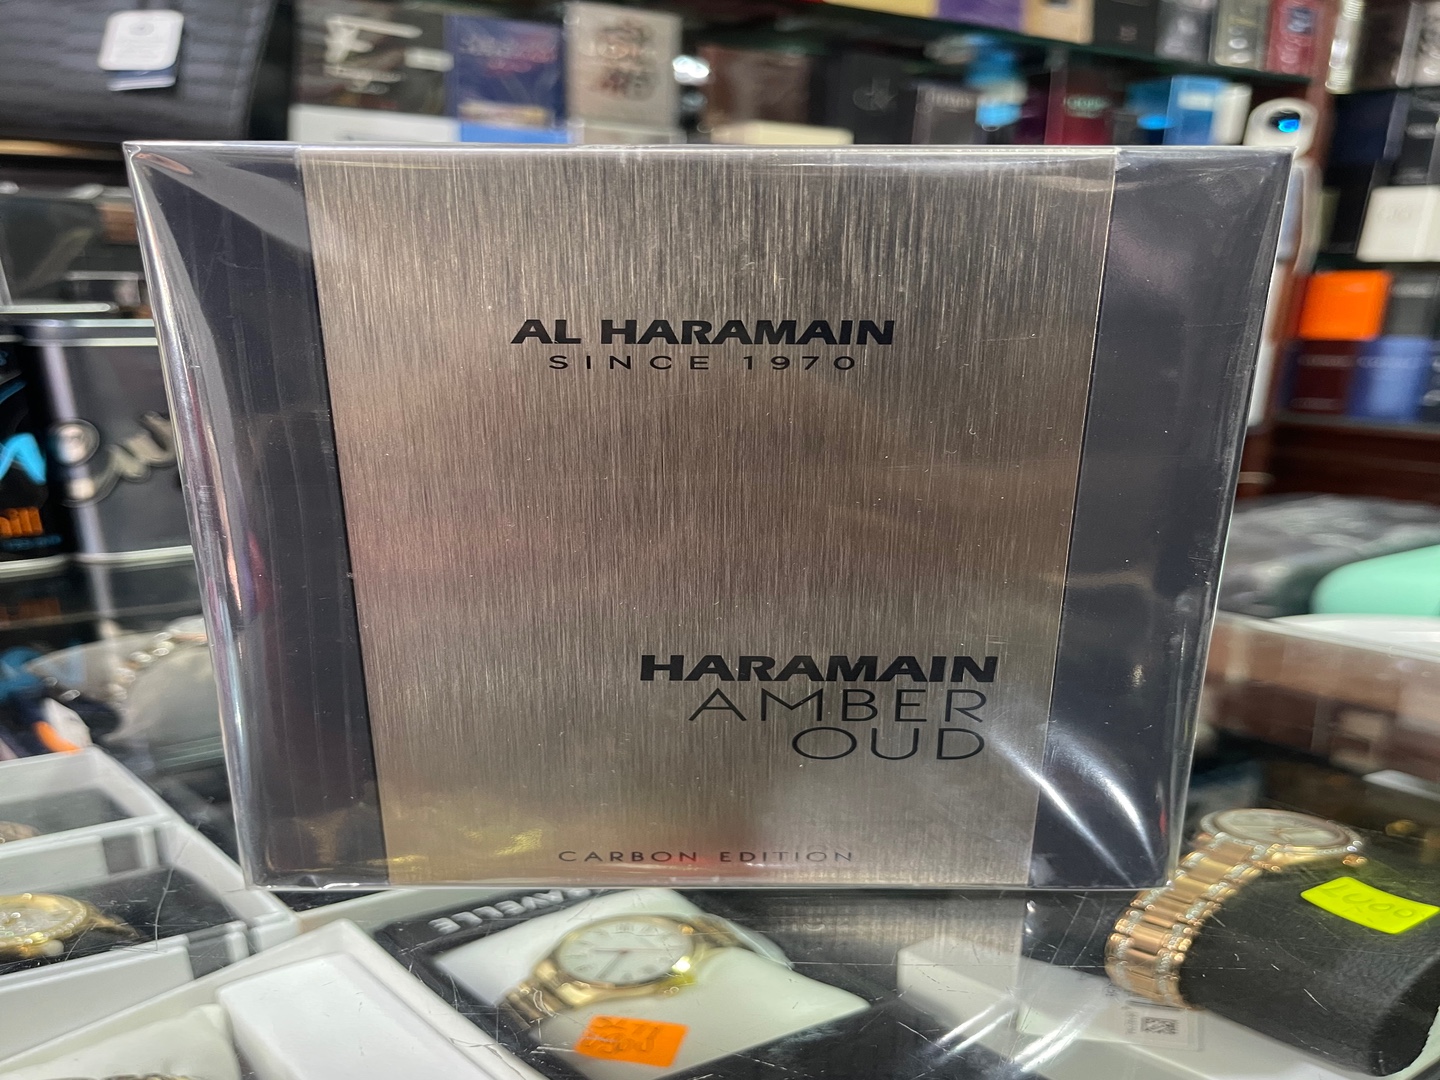 AL HARAMAIN
SINCE 1970
HARAMAIN
AMBER
OUD
CARBON EDITION